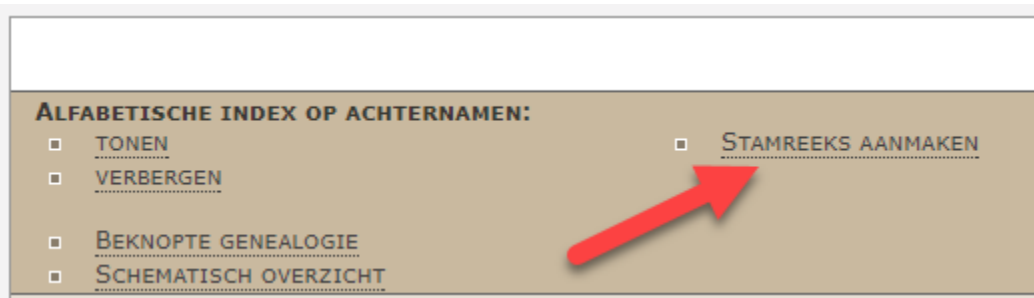 Alfabetische index op achternamen:
tonen
Stamreeks aanmaken
verbergen
Beknopte genealogie
Schematisch overzicht